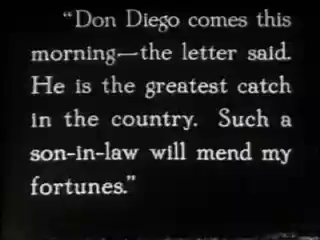 “Don Diego comes this
morning—the letter said.
He is the greatest catch
in the country. Such a
son-in-law will mend my
fortunes.”